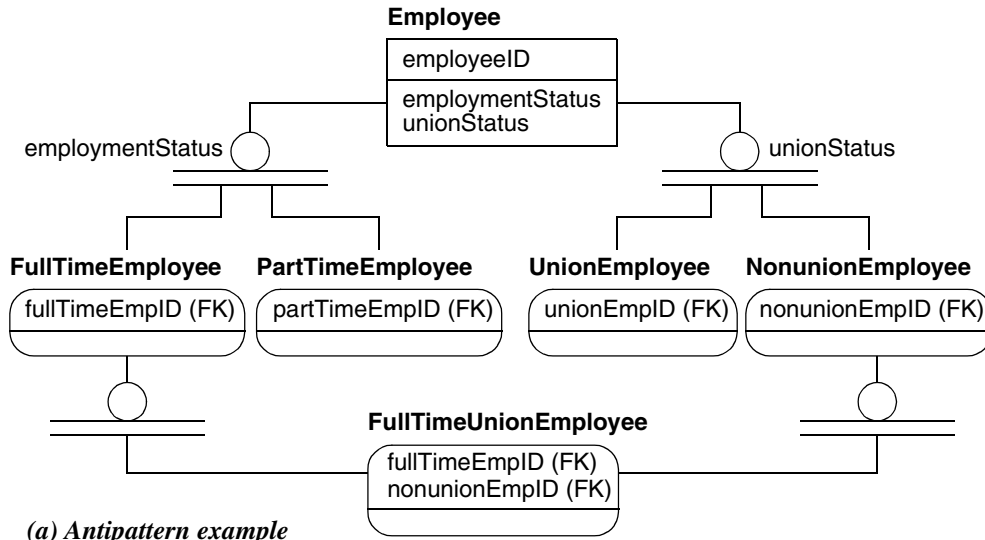 Employee
employeeID
employmentStatus
unionStatus
employmentStatus
unionStatus
FullTimeEmployee
PartTimeEmployee
UnionEmployee
NonunionEmployee
fullTimeEmpID (FK)
partTimeEmpID (FK)
unionEmpID (FK)
nonunionEmpID (FK)
FullTimeUnionEmployee
fullTimeEmpID (FK)
nonunionEmpID (FK)
(a) Antipattern example